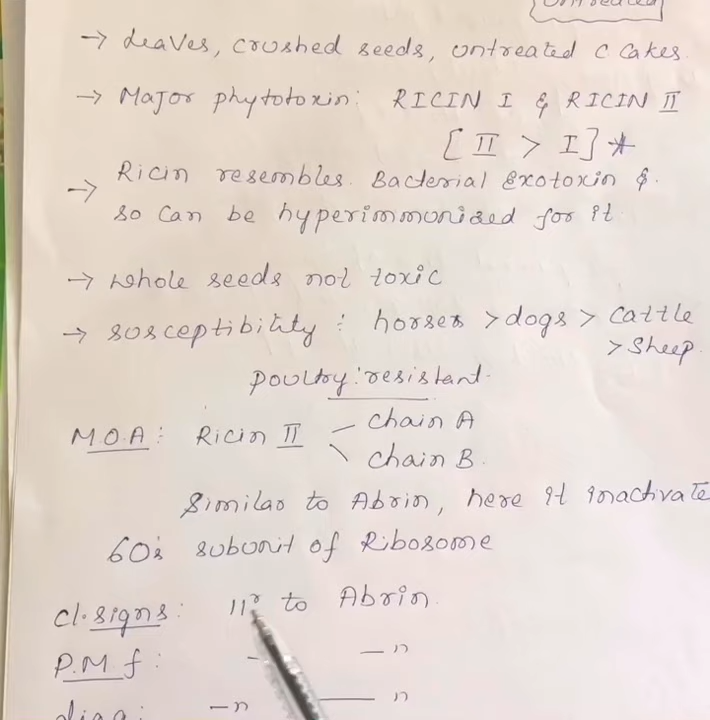 → Leaves, crushed seeds, untreated c cakes.
→ Major phytotoxin: RICIN I & RICIN II
[II > I]*
→ Ricin resembles Bacterial Exotoxin &
so can be hyperimmunized for it
→ whole seeds not toxic
→ susceptibility : horses > dogs > cattle
> sheep.
Poultry: resistant.
M.O.A: Ricin II — Chain A
\ Chain B.
Similar to Abrin, here it inactivate
60s subunit of Ribosome
Cl. signs: 11r to Abrin.
P.M.f: - — n
diag: — n — n